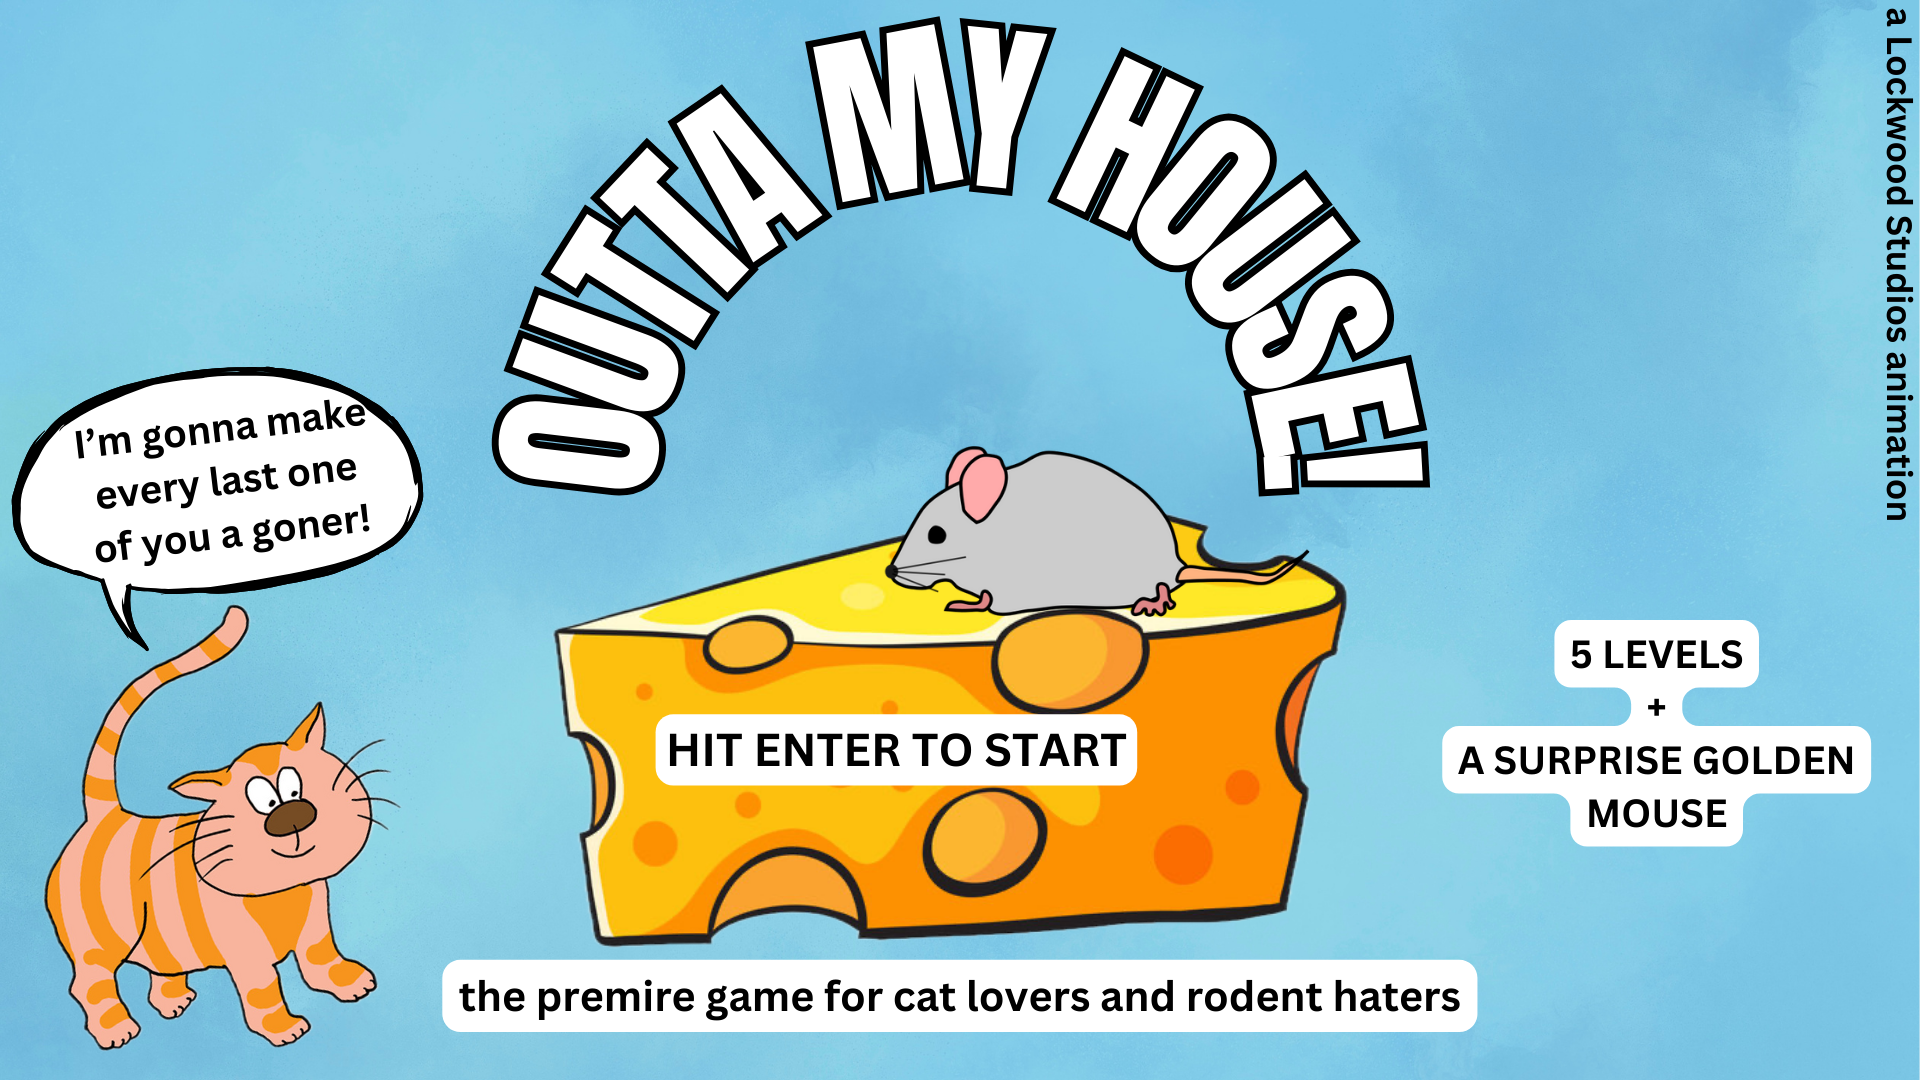 OUTTA MY HOUSE!
a Lockwood Studios animation
I’m gonna make
every last one
of you a goner!
HIT ENTER TO START
5 LEVELS
+
A SURPRISE GOLDEN
MOUSE
the premire game for cat lovers and rodent haters